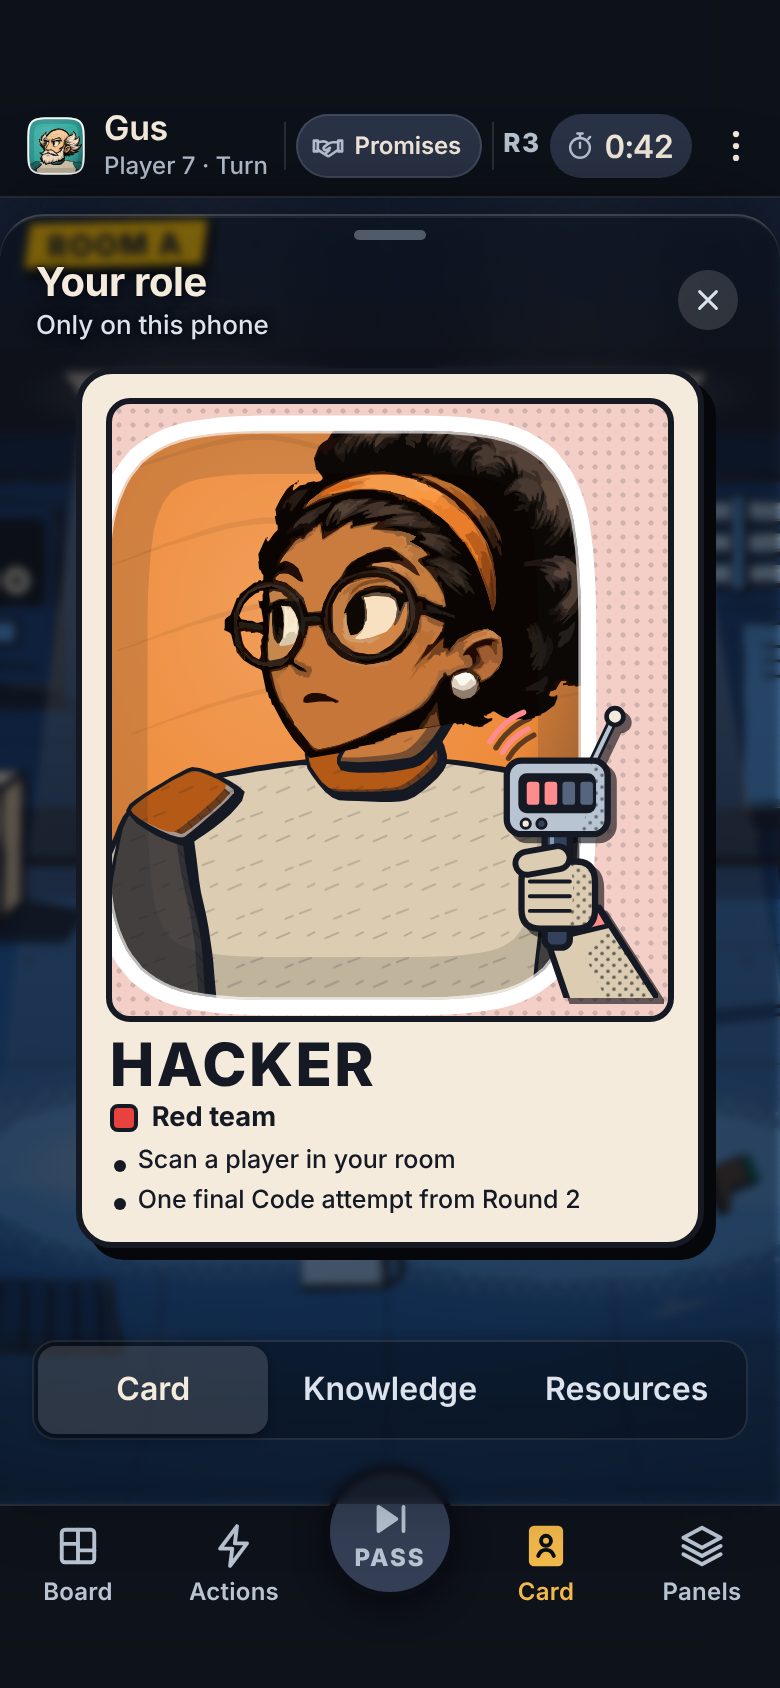 Gus
Player 7 · Turn
Promises
R3
0:42
ROOM A
Your role
Only on this phone
HACKER
Red team
Scan a player in your room
One final Code attempt from Round 2
Card
Knowledge
Resources
PASS
Board
Actions
Card
Panels